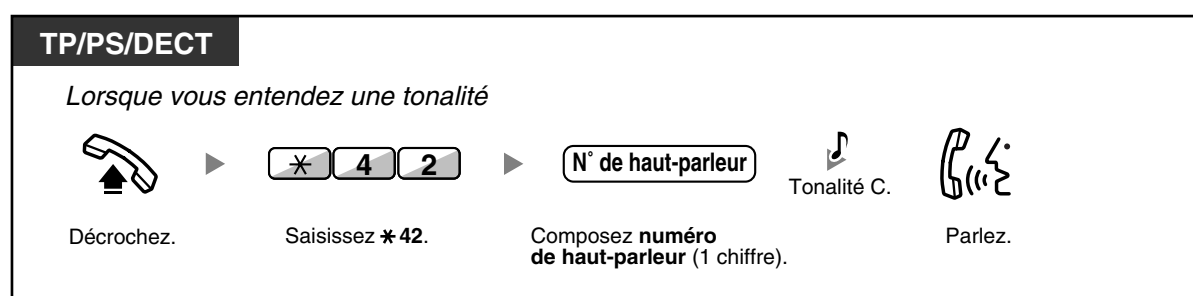 TP/PS/DECT
Lorsque vous entendez une tonalité
* 4 2
N° de haut-parleur
Tonalité C.
Décrochez.
Saisissez *42.
Composez numéro
de haut-parleur (1 chiffre).
Parlez.